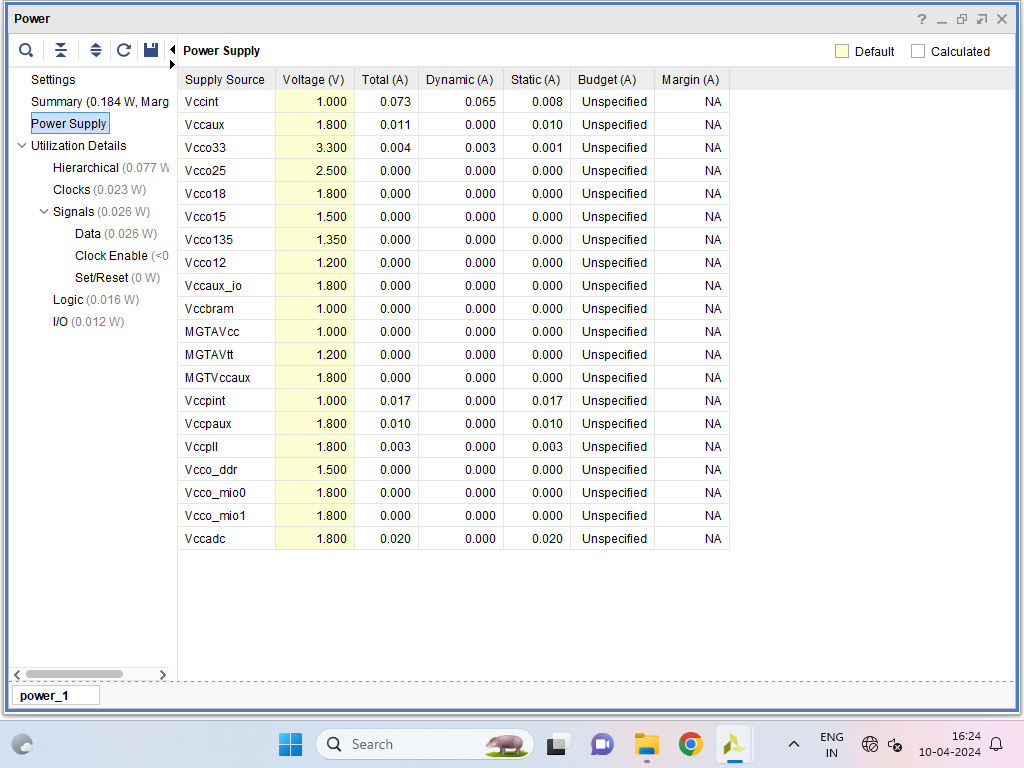 Power
Power Supply
Default
Calculated
Settings
Summary (0.184 W, Marg
Power Supply
Utilization Details
Hierarchical (0.077 W
Clocks (0.023 W)
Signals (0.026 W)
Data (0.026 W)
Clock Enable (<0
Set/Reset (0 W)
Logic (0.016 W)
I/O (0.012 W)
Supply Source Voltage (V) Total (A) Dynamic (A) Static (A) Budget (A) Margin (A)
Vccint 1.000 0.073 0.065 0.008 Unspecified NA
Vccaux 1.800 0.011 0.000 0.010 Unspecified NA
Vcco33 3.300 0.004 0.003 0.001 Unspecified NA
Vcco25 2.500 0.000 0.000 0.000 Unspecified NA
Vcco18 1.800 0.000 0.000 0.000 Unspecified NA
Vcco15 1.500 0.000 0.000 0.000 Unspecified NA
Vcco135 1.350 0.000 0.000 0.000 Unspecified NA
Vcco12 1.200 0.000 0.000 0.000 Unspecified NA
Vccaux_io 1.800 0.000 0.000 0.000 Unspecified NA
Vccbram 1.000 0.000 0.000 0.000 Unspecified NA
MGTAVcc 1.000 0.000 0.000 0.000 Unspecified NA
MGTAVtt 1.200 0.000 0.000 0.000 Unspecified NA
MGTVccaux 1.800 0.000 0.000 0.000 Unspecified NA
Vccpint 1.000 0.017 0.000 0.017 Unspecified NA
Vccpaux 1.800 0.010 0.000 0.010 Unspecified NA
Vccpll 1.800 0.003 0.000 0.003 Unspecified NA
Vcco_ddr 1.500 0.000 0.000 0.000 Unspecified NA
Vcco_mio0 1.800 0.000 0.000 0.000 Unspecified NA
Vcco_mio1 1.800 0.000 0.000 0.000 Unspecified NA
Vccadc 1.800 0.020 0.000 0.020 Unspecified NA
power_1
Search
ENG
IN
16:24
10-04-2024